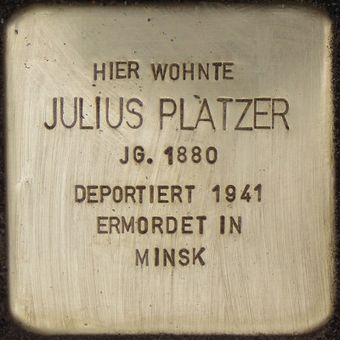 HIER WOHNTE
JULIUS PLATZER
JG. 1880
DEPORTIERT 1941
ERMORDET IN
MINSK